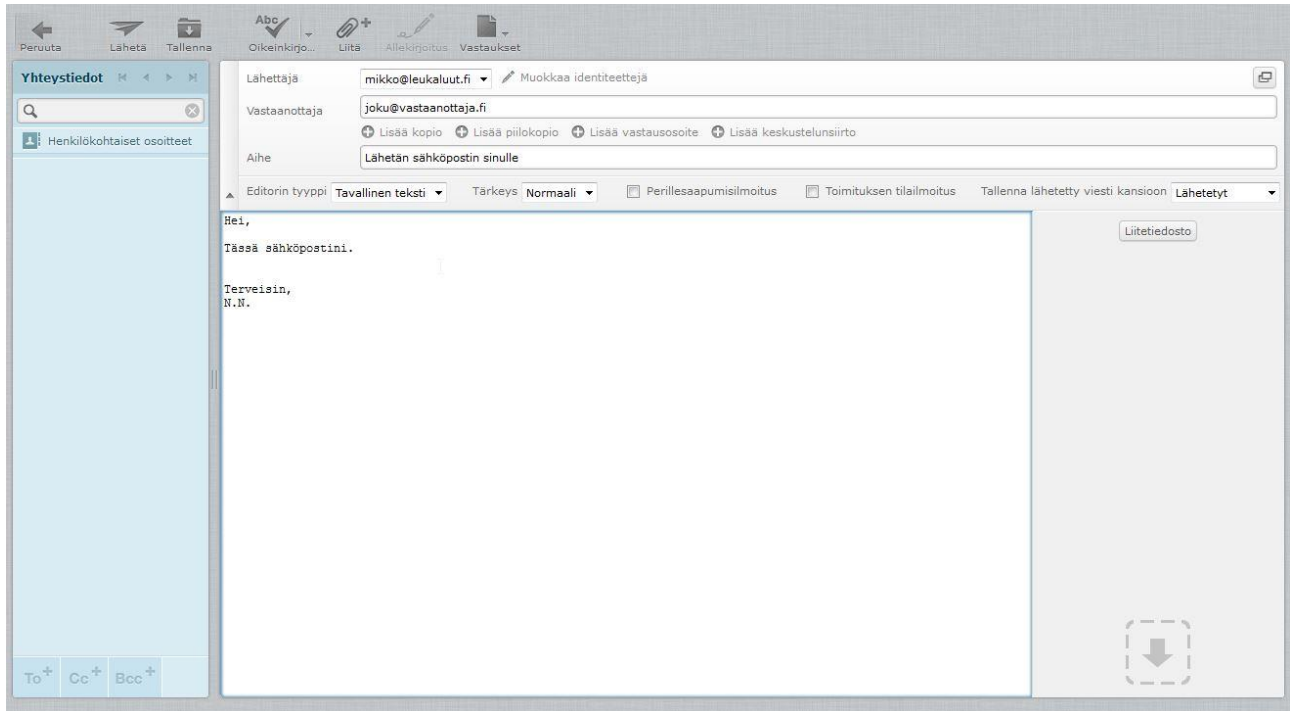 Peruuta Lähetä Tallenna Oikeinkirjo... Liitä Allekirjoitus Vastaukset
Abc
Yhteystiedot
Henkilökohtaiset osoitteet
To+ Cc+ Bcc+
Lähettäjä mikko@leukaluut.fi Muokkaa identiteettejä
Vastaanottaja joku@vastaanottaja.fi
Lisää kopio Lisää piilokopio Lisää vastausosoite Lisää keskustelunsiirto
Aihe Lähetän sähköpostin sinulle
Editorin tyyppi Tavallinen teksti Tärkeys Normaali Perillesaapumisilmoitus Toimituksen tilailmoitus Tallenna lähetetty viesti kansioon Lähetetyt
Hei,
Tässä sähköpostini.
Terveisin,
N.N.
Liitetiedosto